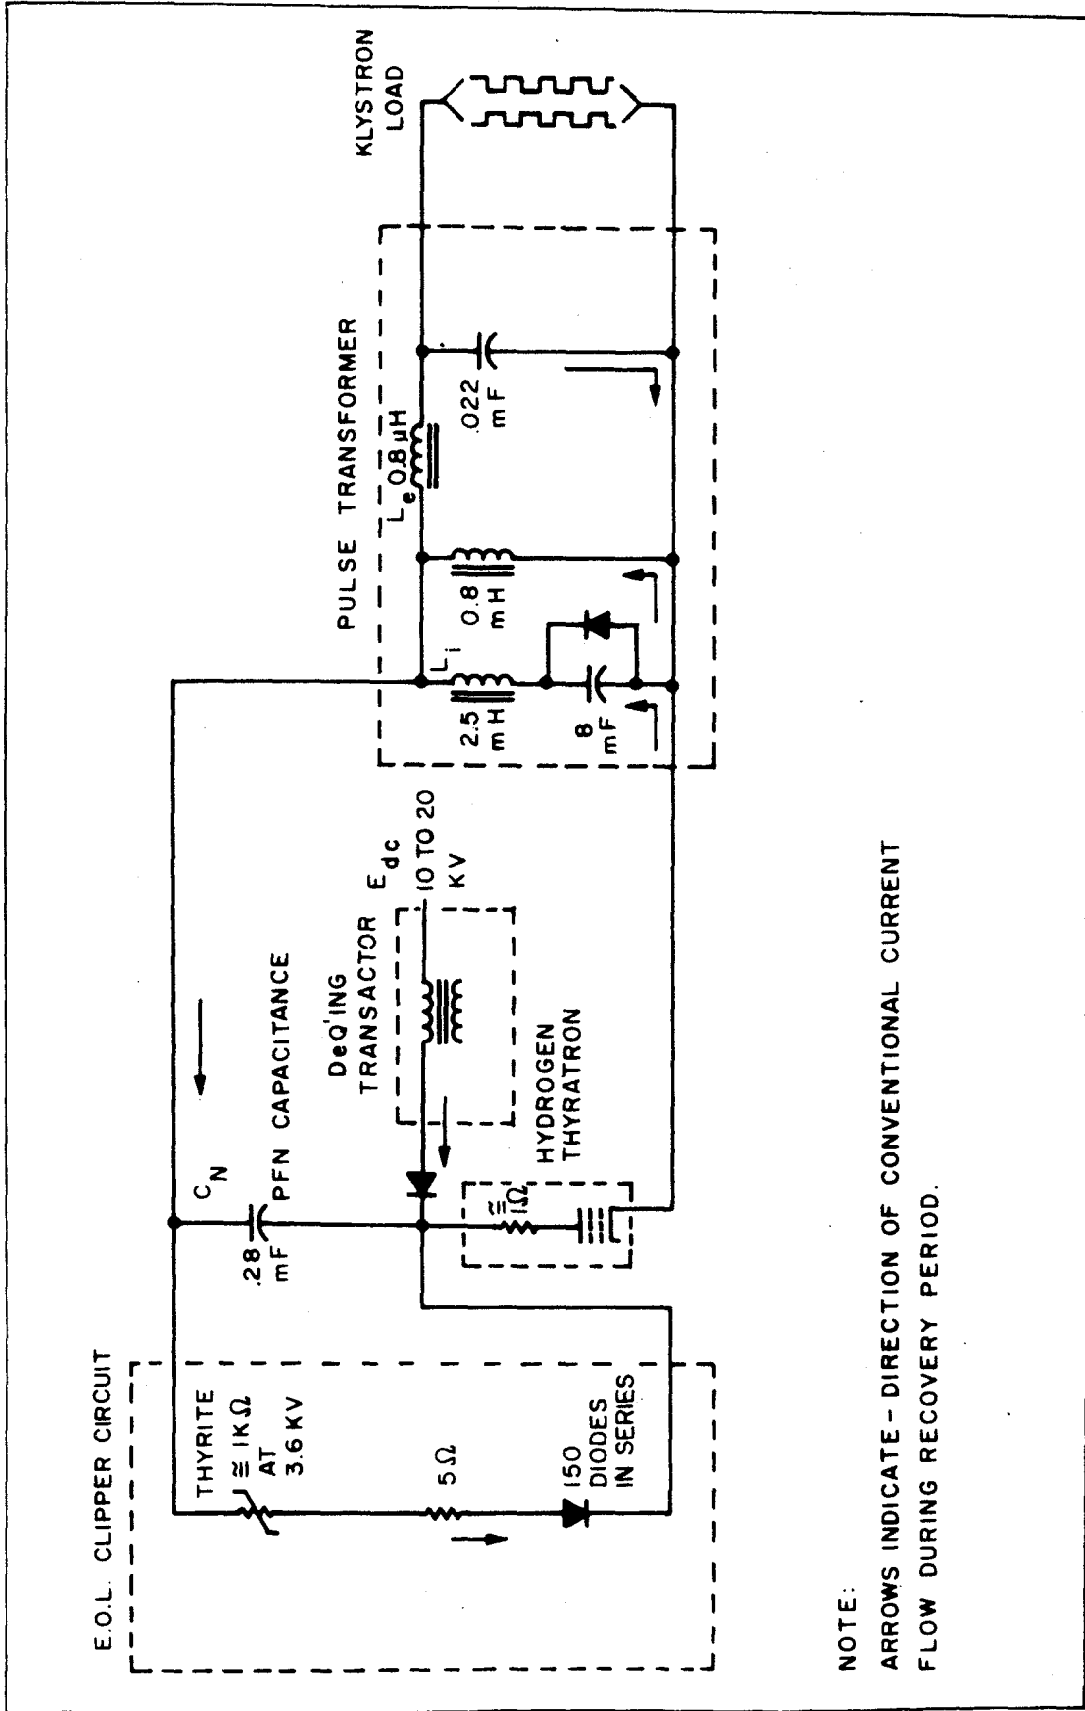 E.O.L. CLIPPER CIRCUIT
THYRITE
≅ 1KΩ
AT
3.6 KV
5Ω
150
DIODES
IN SERIES
C N
.28
mF
PFN CAPACITANCE
DeQ'ING
TRANSACTOR
E dc
10 TO 20
KV
HYDROGEN
THYRATRON
≅
1Ω
PULSE TRANSFORMER
L i
2.5
mH
8
mF
0.8
mH
L e 0.8μH
.022
mF
KLYSTRON
LOAD
NOTE:
ARROWS INDICATE - DIRECTION OF CONVENTIONAL CURRENT
FLOW DURING RECOVERY PERIOD.